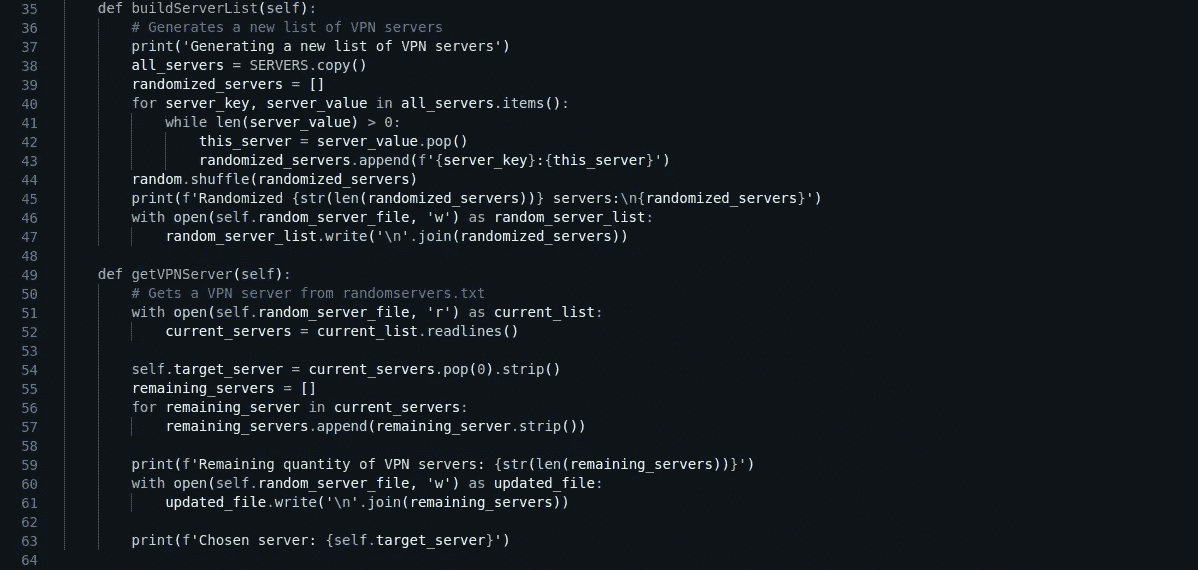 35 def buildServerList(self):
36 # Generates a new list of VPN servers
37 print('Generating a new list of VPN servers')
38 all_servers = SERVERS.copy()
39 randomized_servers = []
40 for server_key, server_value in all_servers.items():
41 while len(server_value) > 0:
42 this_server = server_value.pop()
43 randomized_servers.append(f'{server_key}:{this_server}')
44 random.shuffle(randomized_servers)
45 print(f'Randomized {str(len(randomized_servers))} servers:\n{randomized_servers}')
46 with open(self.random_server_file, 'w') as random_server_list:
47 random_server_list.write('\n'.join(randomized_servers))
48
49 def getVPNServer(self):
50 # Gets a VPN server from randomservers.txt
51 with open(self.random_server_file, 'r') as current_list:
52 current_servers = current_list.readlines()
53
54 self.target_server = current_servers.pop(0).strip()
55 remaining_servers = []
56 for remaining_server in current_servers:
57 remaining_servers.append(remaining_server.strip())
58
59 print(f'Remaining quantity of VPN servers: {str(len(remaining_servers))}')
60 with open(self.random_server_file, 'w') as updated_file:
61 updated_file.write('\n'.join(remaining_servers))
62
63 print(f'Chosen server: {self.target_server}')
64